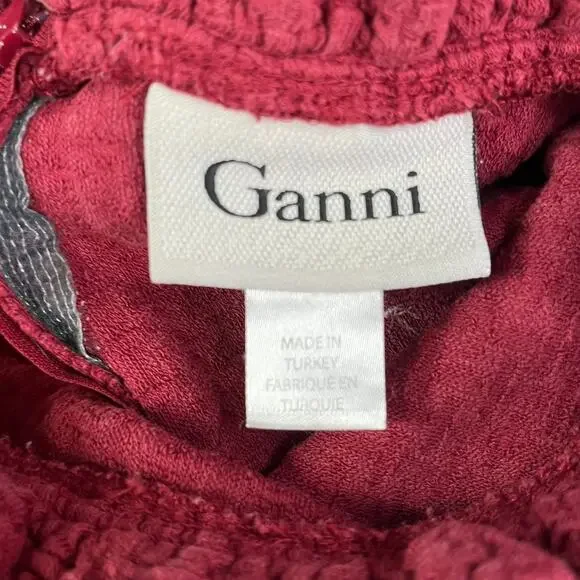 Ganni
MADE IN
TURKEY
FABRIQUE EN
TURQUIE